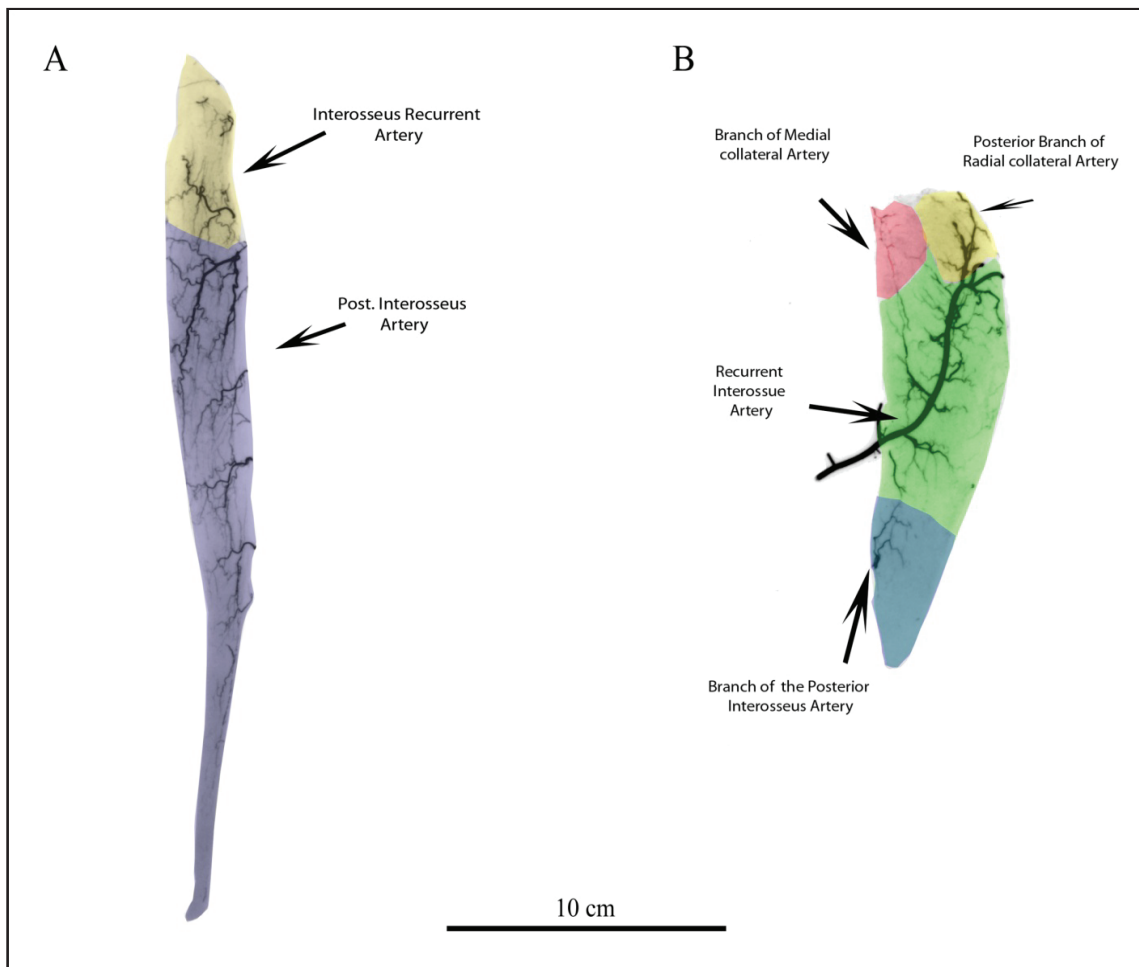 A
Interosseus Recurrent
Artery
Post. Interosseus
Artery
B
Branch of Medial
collateral Artery
Posterior Branch of
Radial collateral Artery
Recurrent
Interossue
Artery
Branch of the Posterior
Interosseus Artery
10 cm